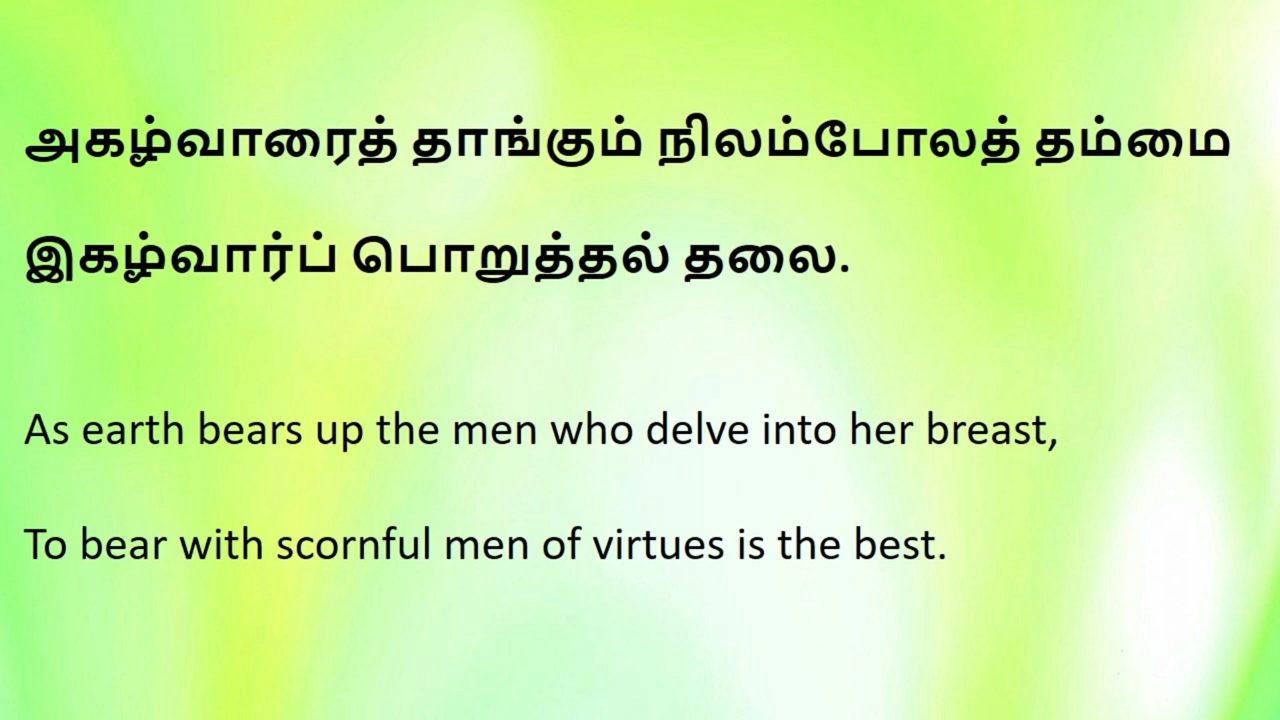 அகழ்வாரைத் தாங்கும் நிலம்போலத் தம்மை
இகழ்வார்ப் பொறுத்தல் தலை.
As earth bears up the men who delve into her breast,
To bear with scornful men of virtues is the best.